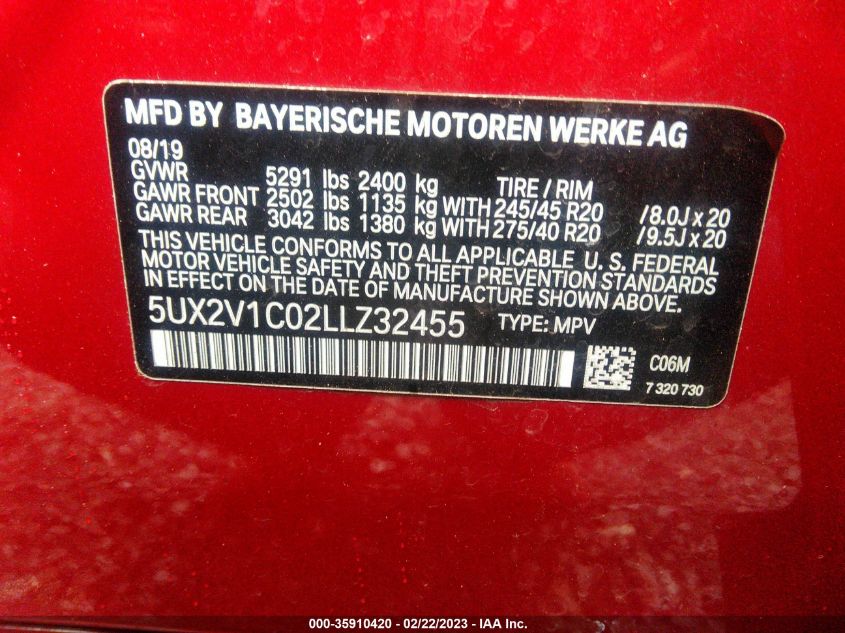 MFD BY BAYERISCHE MOTOREN WERKE AG
08/19
GVWR 5291 lbs 2400 kg TIRE / RIM
GAWR FRONT 2502 lbs 1135 kg WITH 245/45 R20 /8.0J x 20
GAWR REAR 3042 lbs 1380 kg WITH 275/40 R20 /9.5J x 20
THIS VEHICLE CONFORMS TO ALL APPLICABLE U. S. FEDERAL
MOTOR VEHICLE SAFETY AND THEFT PREVENTION STANDARDS
IN EFFECT ON THE DATE OF MANUFACTURE SHOWN ABOVE.
5UX2V1C02LLZ32455 TYPE: MPV
C06M
7 320 730
000-35910420 - 02/22/2023 - IAA Inc.